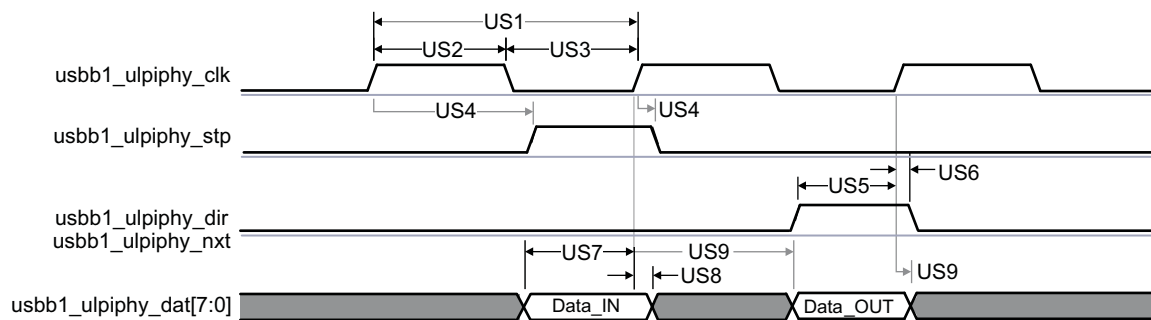 US1
US2
US3
usbb1_ulpiphy_clk
US4
US4
usbb1_ulpiphy_stp
US6
US5
usbb1_ulpiphy_dir
usbb1_ulpiphy_nxt
US7
US9
US8
US9
usbb1_ulpiphy_dat[7:0]
Data_IN
Data_OUT